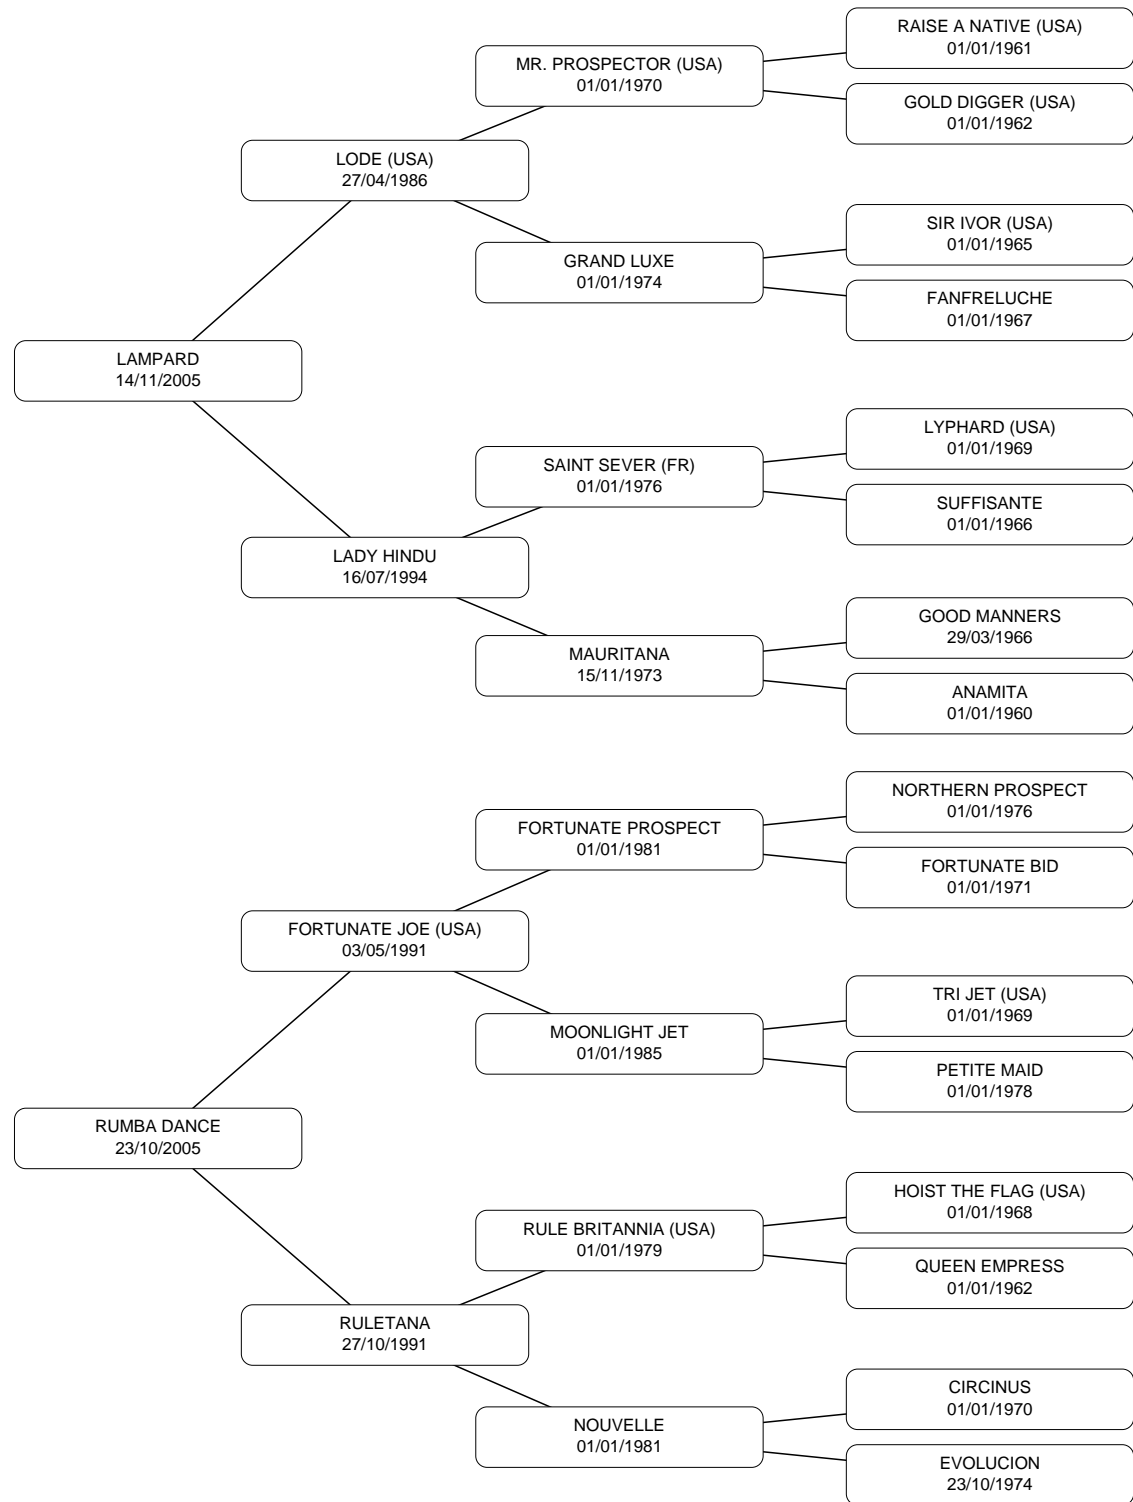 RAISE A NATIVE (USA)
01/01/1961
MR. PROSPECTOR (USA)
01/01/1970
GOLD DIGGER (USA)
01/01/1962
LODE (USA)
27/04/1986
SIR IVOR (USA)
01/01/1965
GRAND LUXE
01/01/1974
FANFRELUCHE
01/01/1967
LAMPARD
14/11/2005
LYPHARD (USA)
01/01/1969
SAINT SEVER (FR)
01/01/1976
SUFFISANTE
01/01/1966
LADY HINDU
16/07/1994
GOOD MANNERS
29/03/1966
MAURITANA
15/11/1973
ANAMITA
01/01/1960
NORTHERN PROSPECT
01/01/1976
FORTUNATE PROSPECT
01/01/1981
FORTUNATE BID
01/01/1971
FORTUNATE JOE (USA)
03/05/1991
TRI JET (USA)
01/01/1969
MOONLIGHT JET
01/01/1985
PETITE MAID
01/01/1978
RUMBA DANCE
23/10/2005
HOIST THE FLAG (USA)
01/01/1968
RULE BRITANNIA (USA)
01/01/1979
QUEEN EMPRESS
01/01/1962
RULETANA
27/10/1991
CIRCINUS
01/01/1970
NOUVELLE
01/01/1981
EVOLUCION
23/10/1974